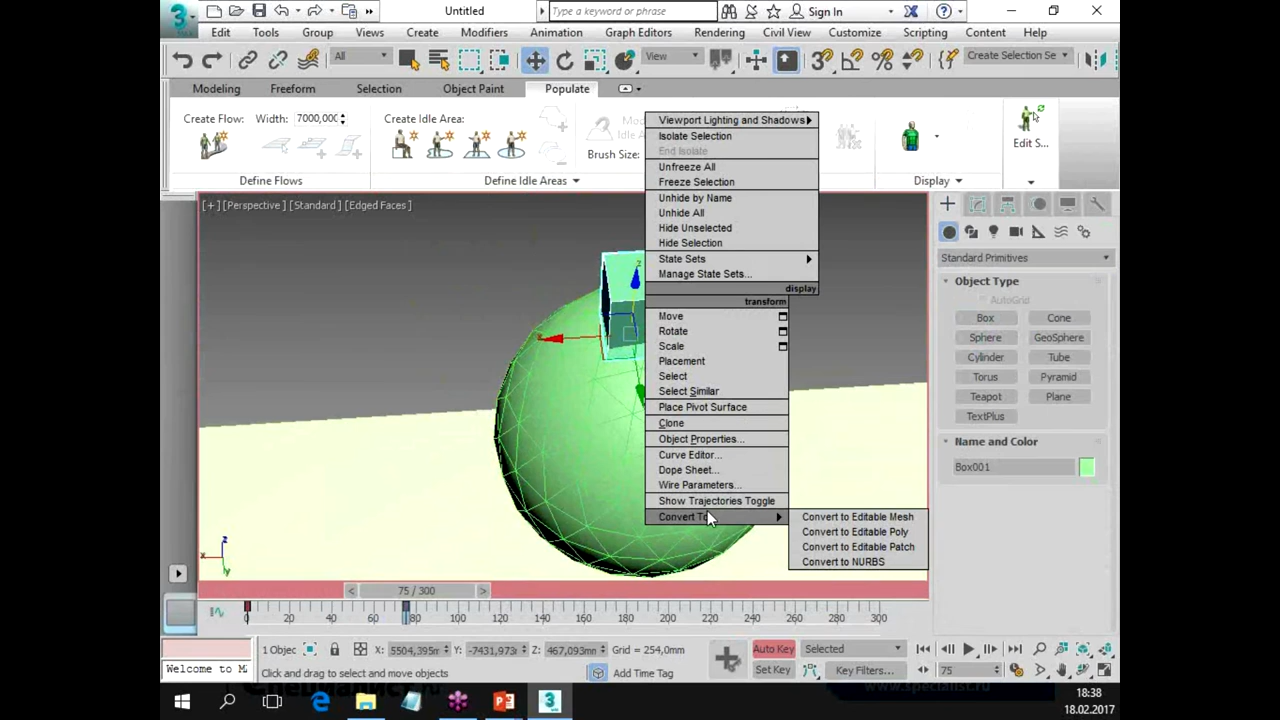 Untitled
Type a keyword or phrase
Sign In
3
MAX
Edit Tools Group Views Create Modifiers Animation Graph Editors Rendering Civil View Customize Scripting Content Help
All
View
Create Selection Se
Modeling Freeform Selection Object Paint Populate
Create Flow: Width: 7000,000
Create Idle Area:
Brush Size:
Edit S...
Define Flows
Define Idle Areas
Display
[+] [Perspective] [Standard] [Edged Faces]
Viewport Lighting and Shadows
Isolate Selection
End Isolate
Unfreeze All
Freeze Selection
Unhide by Name
Unhide All
Hide Unselected
Hide Selection
State Sets
Manage State Sets...
display
transform
Move
Rotate
Scale
Placement
Select
Select Similar
Place Pivot Surface
Clone
Object Properties...
Curve Editor...
Dope Sheet...
Wire Parameters...
Show Trajectories Toggle
Convert To
Convert to Editable Mesh
Convert to Editable Poly
Convert to Editable Patch
Convert to NURBS
Standard Primitives
Object Type
AutoGrid
Box Cone
Sphere GeoSphere
Cylinder Tube
Torus Pyramid
Teapot Plane
TextPlus
Name and Color
Box001
z
x
y
75 / 300
0 20 40 60 80 100 120 140 160 180 200 220 240 260 280 300
1 Objec X: 5504,395m Y: -7431,973m Z: 467,093mm Grid = 254,0mm Auto Key Selected
Welcome to M Click and drag to select and move objects Add Time Tag Set Key Key Filters... 75
www.specialist.ru
18:38
18.02.2017